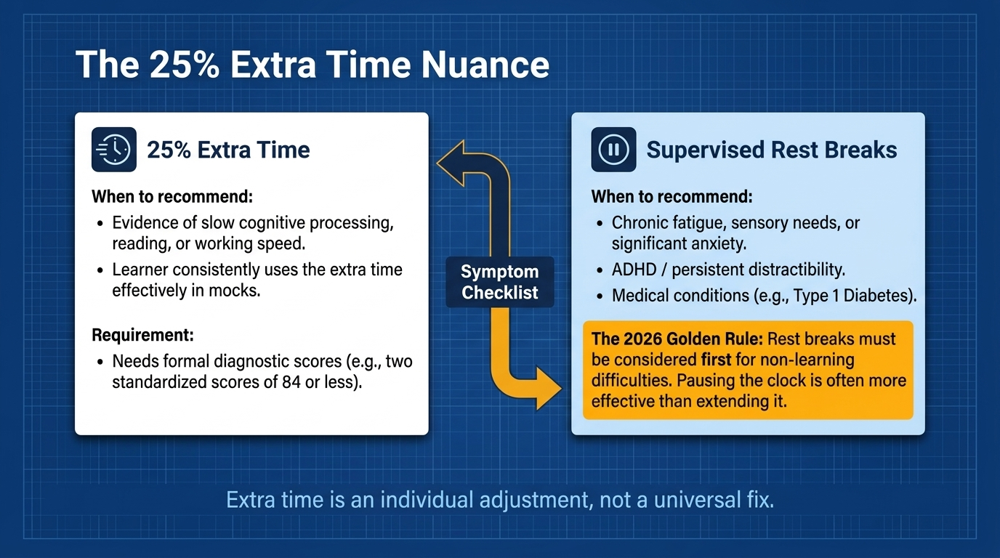 The 25% Extra Time Nuance
25% Extra Time
When to recommend:
• Evidence of slow cognitive processing,
reading, or working speed.
• Learner consistently uses the extra time
effectively in mocks.
Requirement:
• Needs formal diagnostic scores (e.g., two
standardized scores of 84 or less).
Symptom
Checklist
Supervised Rest Breaks
When to recommend:
• Chronic fatigue, sensory needs, or
significant anxiety.
• ADHD / persistent distractibility.
• Medical conditions (e.g., Type 1 Diabetes).
The 2026 Golden Rule: Rest breaks must
be considered first for non-learning
difficulties. Pausing the clock is often more
effective than extending it.
Extra time is an individual adjustment, not a universal fix.